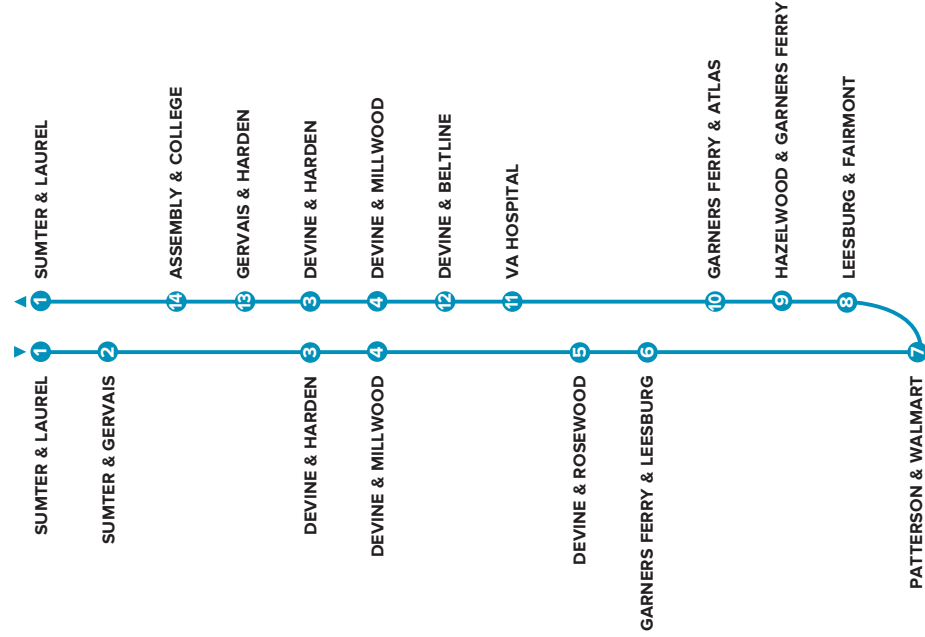 1 SUMTER & LAUREL
14 ASSEMBLY & COLLEGE
13 GERVAIS & HARDEN
3 DEVINE & HARDEN
4 DEVINE & MILLWOOD
12 DEVINE & BELTLINE
11 VA HOSPITAL
10 GARNERS FERRY & ATLAS
9 HAZELWOOD & GARNERS FERRY
8 LEESBURG & FAIRMONT
SUMTER & LAUREL 1
SUMTER & GERVAIS 2
DEVINE & HARDEN 3
DEVINE & MILLWOOD 4
DEVINE & ROSEWOOD 5
GARNERS FERRY & LEESBURG 6
PATTERSON & WALMART 7